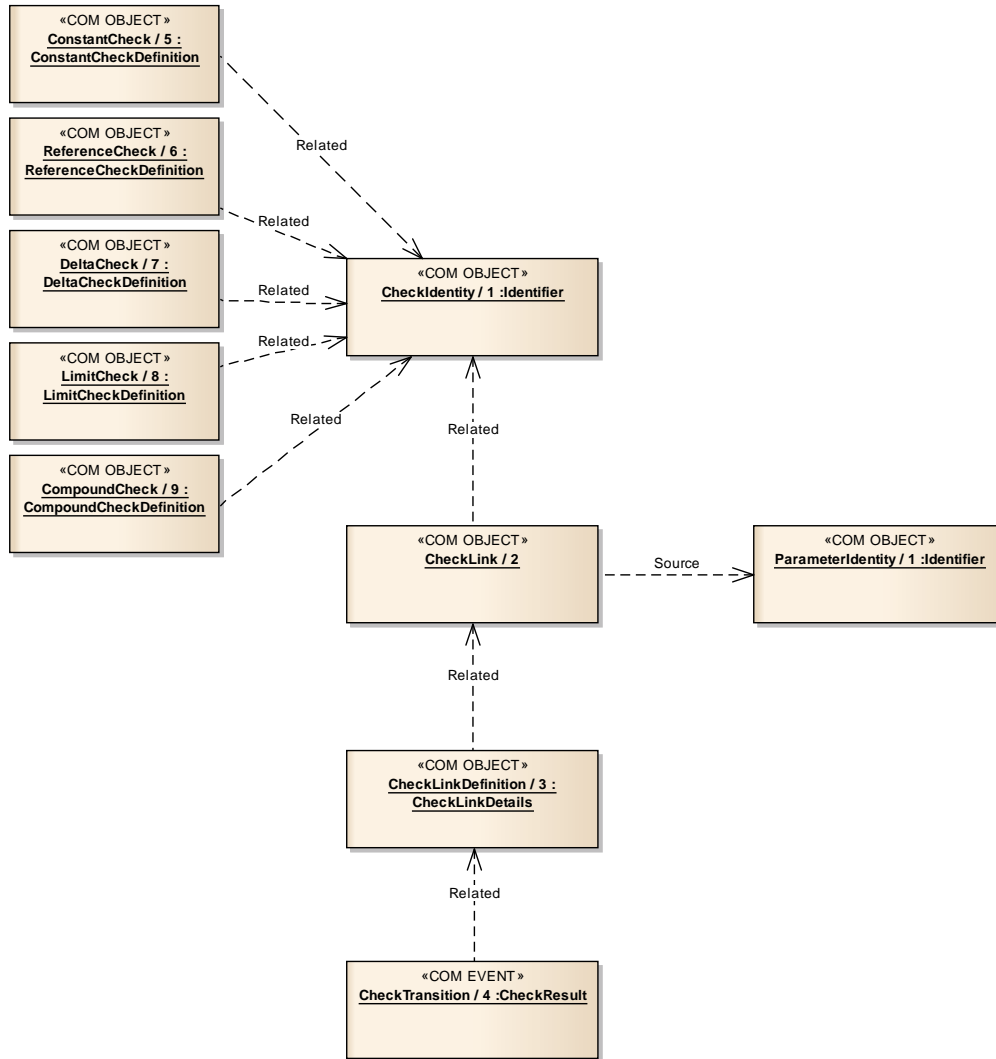 «COM OBJECT»
ConstantCheck / 5 :
ConstantCheckDefinition
«COM OBJECT»
ReferenceCheck / 6 :
ReferenceCheckDefinition
«COM OBJECT»
DeltaCheck / 7 :
DeltaCheckDefinition
«COM OBJECT»
LimitCheck / 8 :
LimitCheckDefinition
«COM OBJECT»
CompoundCheck / 9 :
CompoundCheckDefinition
Related
Related
Related
Related
Related
«COM OBJECT»
CheckIdentity / 1 :Identifier
Related
«COM OBJECT»
CheckLink / 2
Source
«COM OBJECT»
ParameterIdentity / 1 :Identifier
Related
«COM OBJECT»
CheckLinkDefinition / 3 :
CheckLinkDetails
Related
«COM EVENT»
CheckTransition / 4 :CheckResult